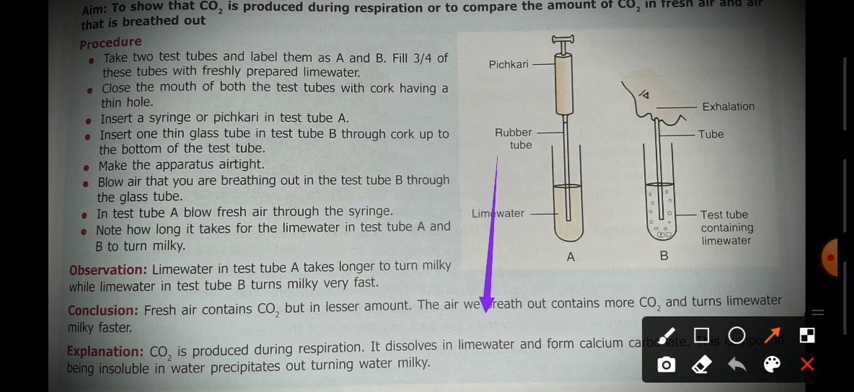 Aim: To show that CO2 is produced during respiration or to compare the amount of CO2 in fresh air and air
that is breathed out
Procedure
• Take two test tubes and label them as A and B. Fill 3/4 of
these tubes with freshly prepared limewater.
• Close the mouth of both the test tubes with cork having a
thin hole.
• Insert a syringe or pichkari in test tube A.
• Insert one thin glass tube in test tube B through cork up to
the bottom of the test tube.
• Make the apparatus airtight.
• Blow air that you are breathing out in the test tube B through
the glass tube.
• In test tube A blow fresh air through the syringe.
• Note how long it takes for the limewater in test tube A and
B to turn milky.
Pichkari
Rubber
tube
Limewater
A
Exhalation
Tube
Test tube
containing
limewater
B
Observation: Limewater in test tube A takes longer to turn milky
while limewater in test tube B turns milky very fast.
Conclusion: Fresh air contains CO2 but in lesser amount. The air we breath out contains more CO2 and turns limewater
milky faster.
Explanation: CO2 is produced during respiration. It dissolves in limewater and form calcium carbonate.
being insoluble in water precipitates out turning water milky.